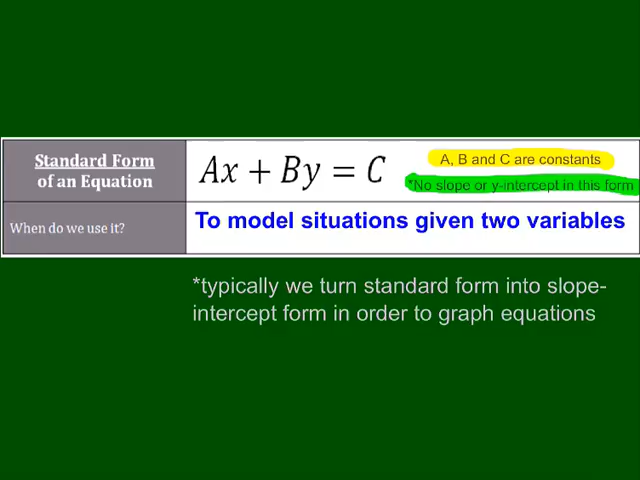 Standard Form
of an Equation
Ax + By = C
A, B and C are constants
*No slope or y-intercept in this form
When do we use it?
To model situations given two variables
*typically we turn standard form into slope-
intercept form in order to graph equations